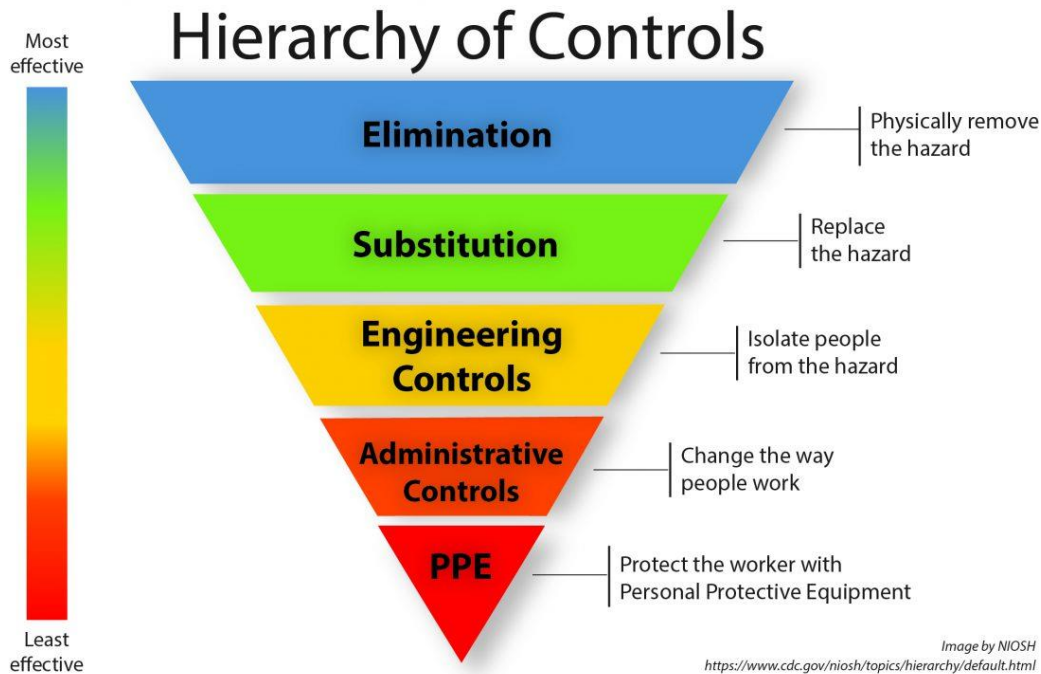 Hierarchy of Controls
Most
effective
Elimination
Physically remove
the hazard
Substitution
Replace
the hazard
Engineering
Controls
Isolate people
from the hazard
Administrative
Controls
Change the way
people work
PPE
Protect the worker with
Personal Protective Equipment
Least
effective
Image by NIOSH
https://www.cdc.gov/niosh/topics/hierarchy/default.html